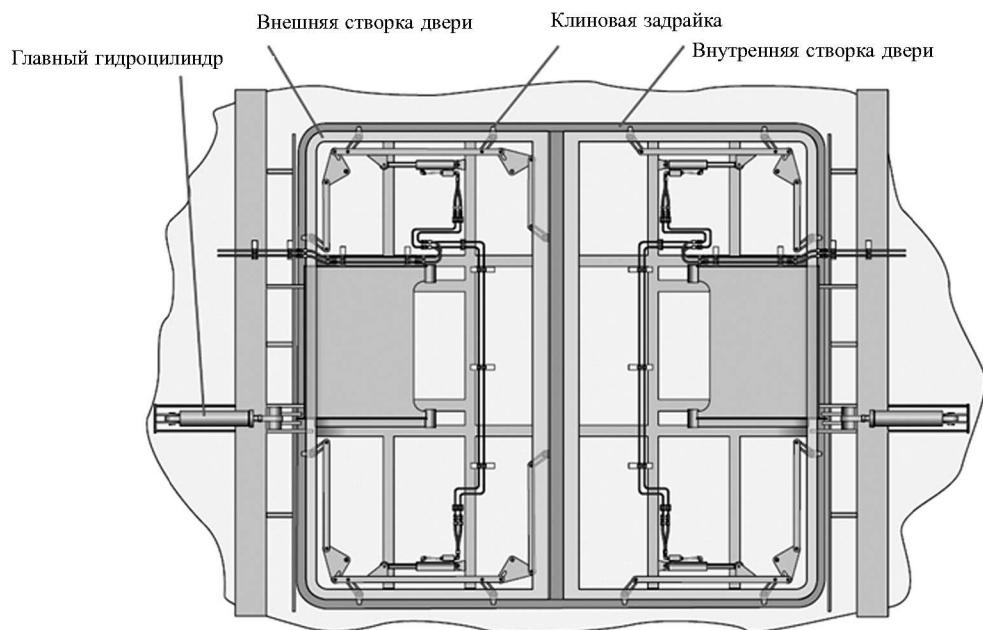 Внешняя створка двери
Клиновая задрайка
Главный гидроцилиндр
Внутренняя створка двери